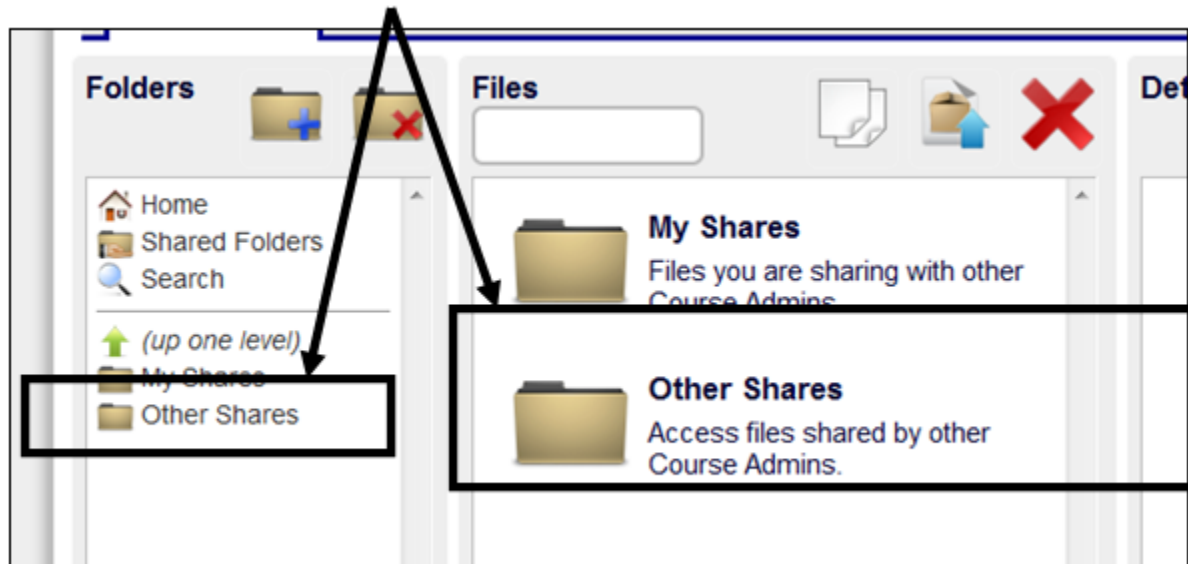 Folders
Files
Det
Home
Shared Folders
Search
(up one level)
My Shares
Other Shares
My Shares
Files you are sharing with other
Course Admins.
Other Shares
Access files shared by other
Course Admins.